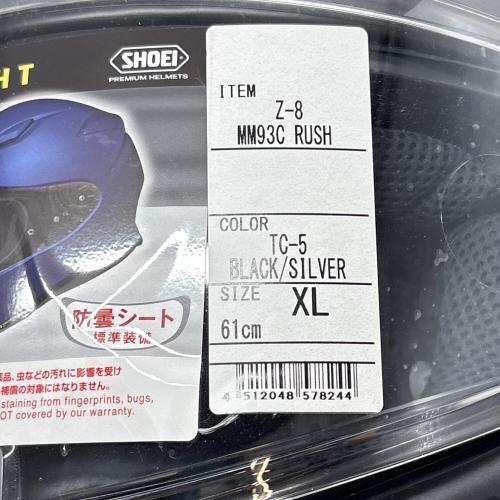 HT
SHOEI
PREMIUM HELMETS
防曇シート
標準装備
品、虫などの汚れに影響を受け
補償の対象にはなりません。
staining from fingerprints, bugs,
OT covered by our warranty.
ITEM
Z-8
MM93C RUSH
COLOR
TC-5
BLACK/SILVER
SIZE XL
61cm
4 512048 578244